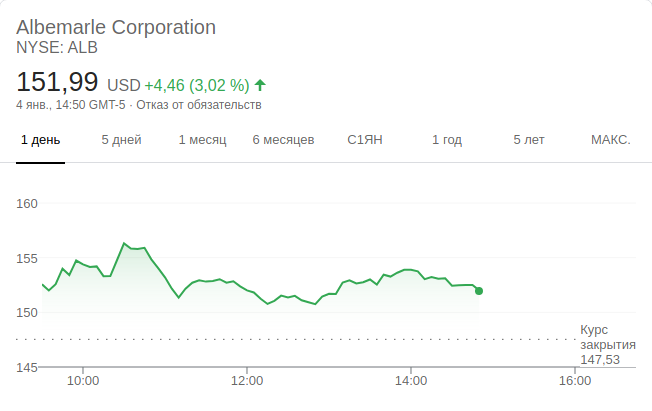 Albemarle Corporation
NYSE: ALB
151,99 USD +4,46 (3,02 %)
4 янв., 14:50 GMT-5 · Отказ от обязательств
1 день 5 дней 1 месяц 6 месяцев С1ЯН 1 год 5 лет МАКС.
160
155
150
Курс
закрытия
147,53
145
10:00 12:00 14:00 16:00